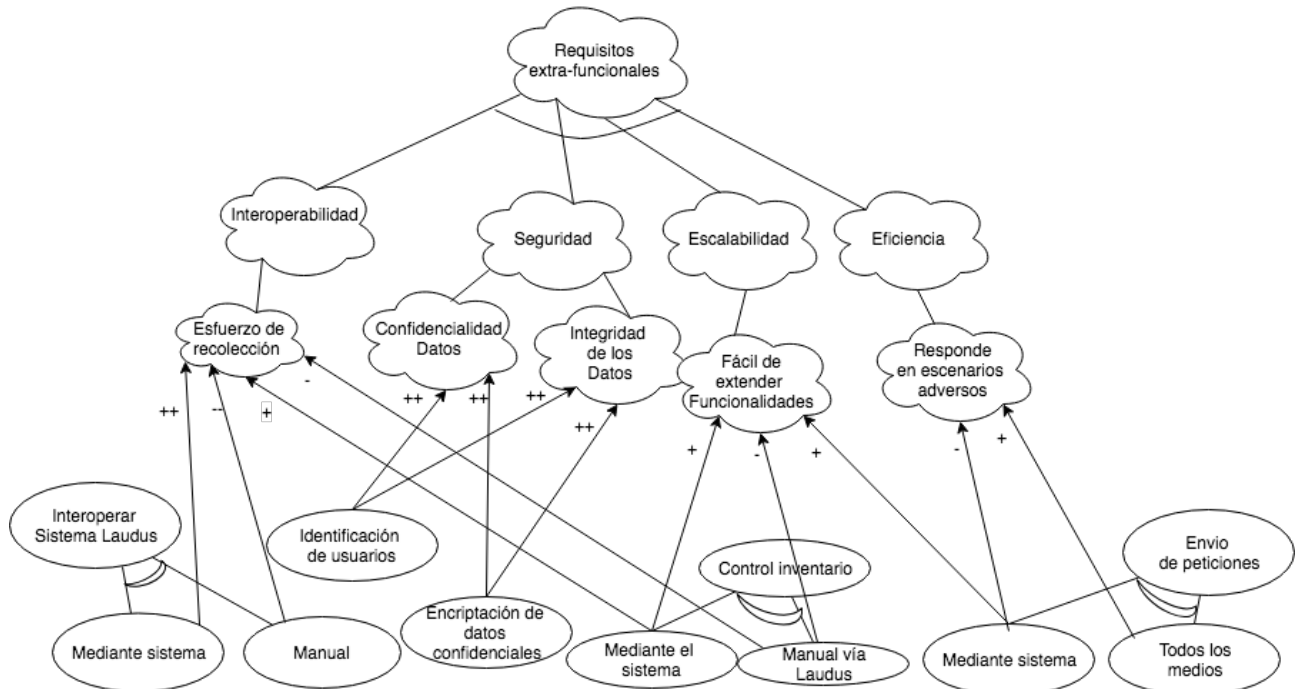 Requisitos
extra-funcionales
Interoperabilidad
Seguridad
Escalabilidad
Eficiencia
Esfuerzo de
recolección
Confidencialidad
Datos
Integridad
de los
Datos
Fácil de
extender
Funcionalidades
Responde
en escenarios
adversos
++
--
+
-
++
++
++
++
+
-
+
-
+
Interoperar
Sistema Laudus
Identificación
de usuarios
Control inventario
Envio
de peticiones
Mediante sistema
Manual
Encriptación de
datos
confidenciales
Mediante el
sistema
Manual vía
Laudus
Mediante sistema
Todos los
medios